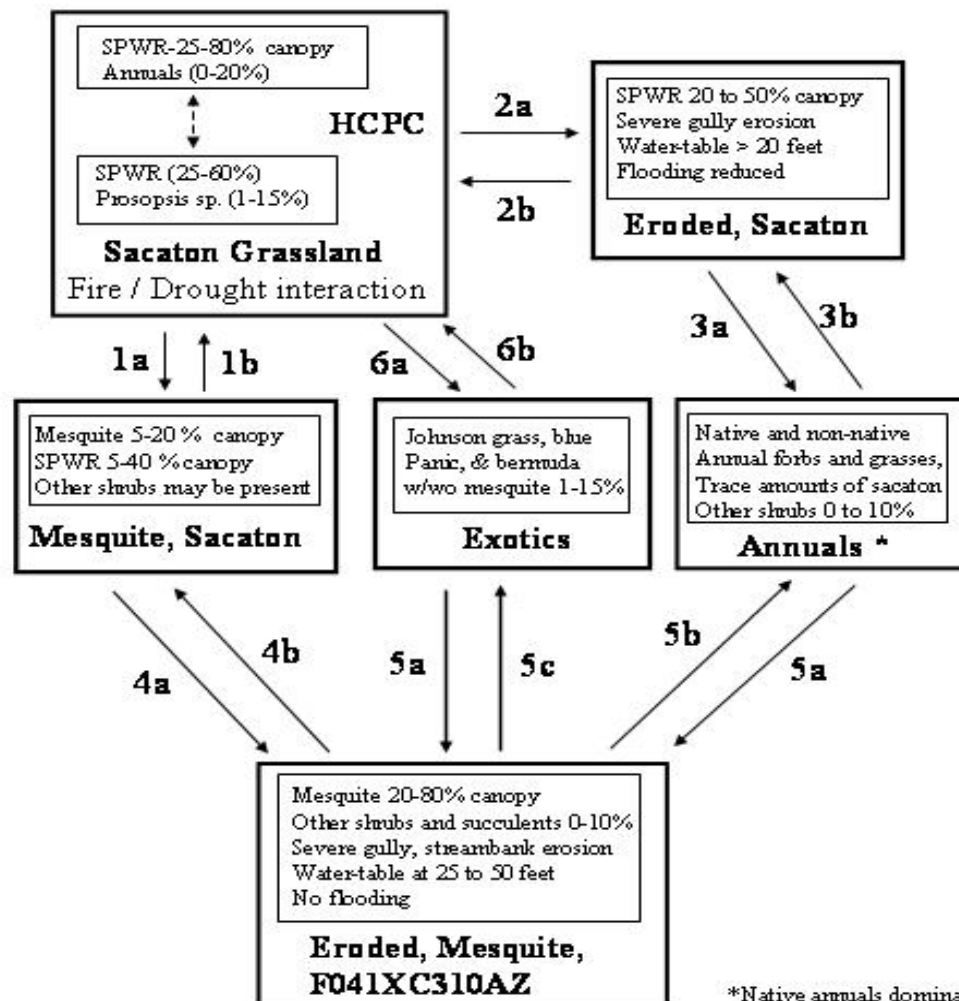 SPWR-25-80% canopy
Annuals (0-20%)
HCPC
SPWR (25-60%)
Prosopsis sp. (1-15%)
Sacaton Grassland
Fire / Drought interaction
2a
2b
SPWR 20 to 50% canopy
Severe gully erosion
Water-table > 20 feet
Flooding reduced
Eroded, Sacaton
1a
1b
6a
6b
3a
3b
Mesquite 5-20 % canopy
SPWR 5-40 % canopy
Other shrubs may be present
Mesquite, Sacaton
Johnson grass, blue
Panic, & bermuda
w/wo mesquite 1-15%
Exotics
Native and non-native
Annual forbs and grasses,
Trace amounts of sacaton
Other shrubs 0 to 10%
Annuals *
4a
4b
5a
5c
5b
5a
Mesquite 20-80% canopy
Other shrubs and succulents 0-10%
Severe gully, streambank erosion
Water-table at 25 to 50 feet
No flooding
Eroded, Mesquite,
F041XC310AZ
*Native annuals domina